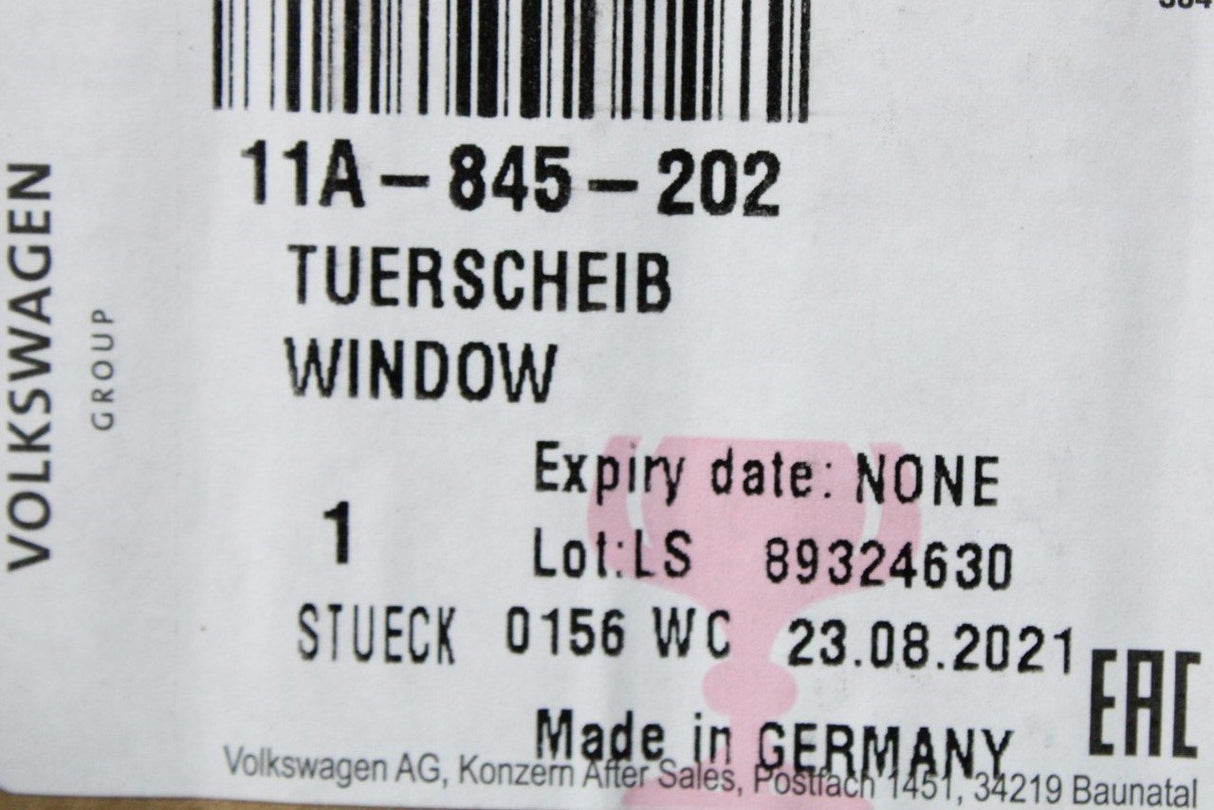 11A-845-202
TUERSCHEIB
WINDOW
Expiry date: NONE
1
Lot:LS 89324630
STUECK 0156 WC 23.08.2021
EAC
Made in GERMANY
Volkswagen AG, Konzern After Sales, Postfach 1451, 34219 Baunatal
VOLKSWAGEN
GROUP